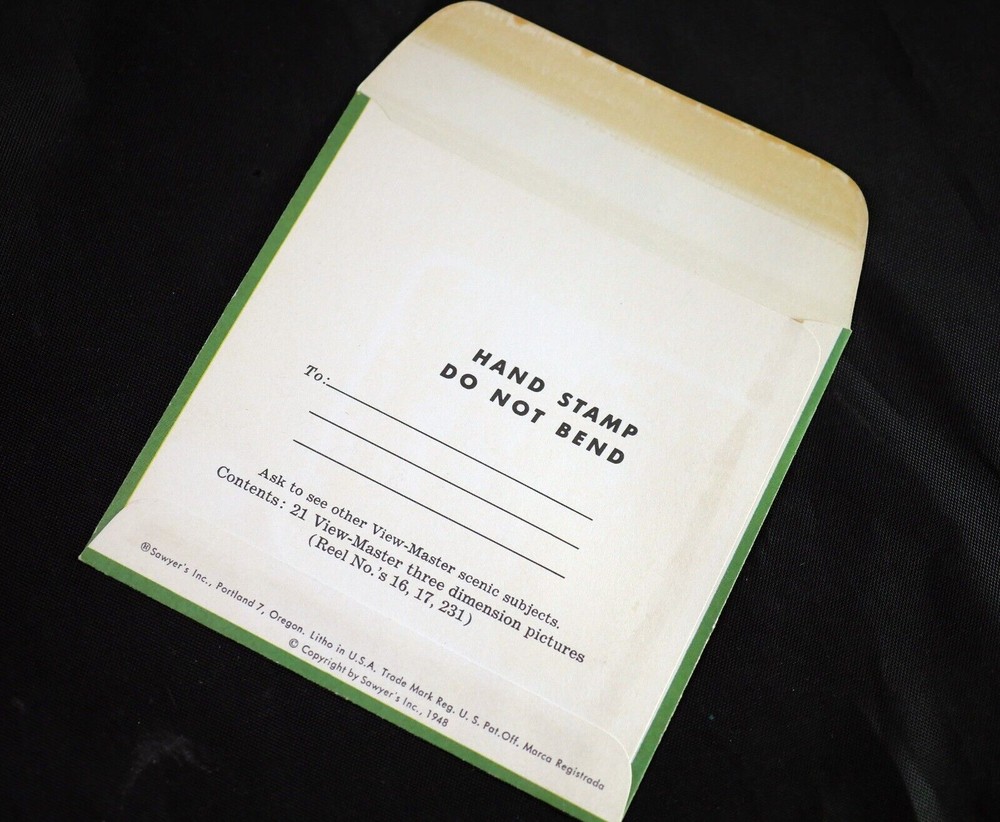 HAND STAMP
DO NOT BEND
To:
Ask to see other View-Master scenic subjects.
Contents: 21 View-Master three dimension pictures
(Reel No.'s 16, 17, 231)
Ⓡ Sawyer's Inc., Portland 7, Oregon. Litho in U.S.A. Trade Mark Reg. U. S. Pat. Off. Marca Registrada
© Copyright by Sawyer's Inc., 1948